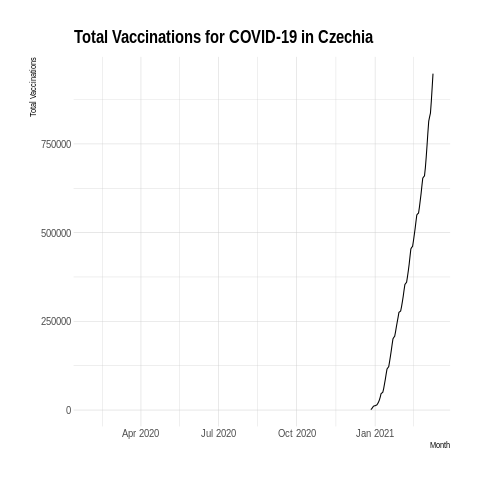 Total Vaccinations for COVID-19 in Czechia
Total Vaccinations
750000
500000
250000
0
Apr 2020 Jul 2020 Oct 2020 Jan 2021
Month